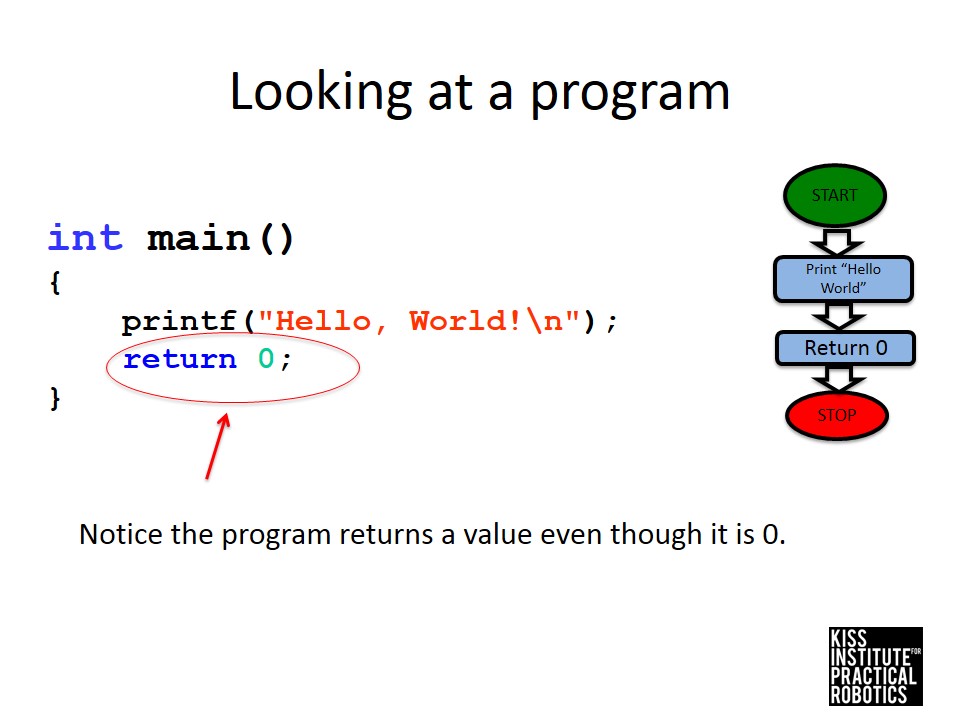 Looking at a program
int main()
{
printf("Hello, World!\n");
return 0;
}
Notice the program returns a value even though it is 0.
START
Print “Hello
World”
Return 0
STOP
KISS
INSTITUTE FOR
PRACTICAL
ROBOTICS